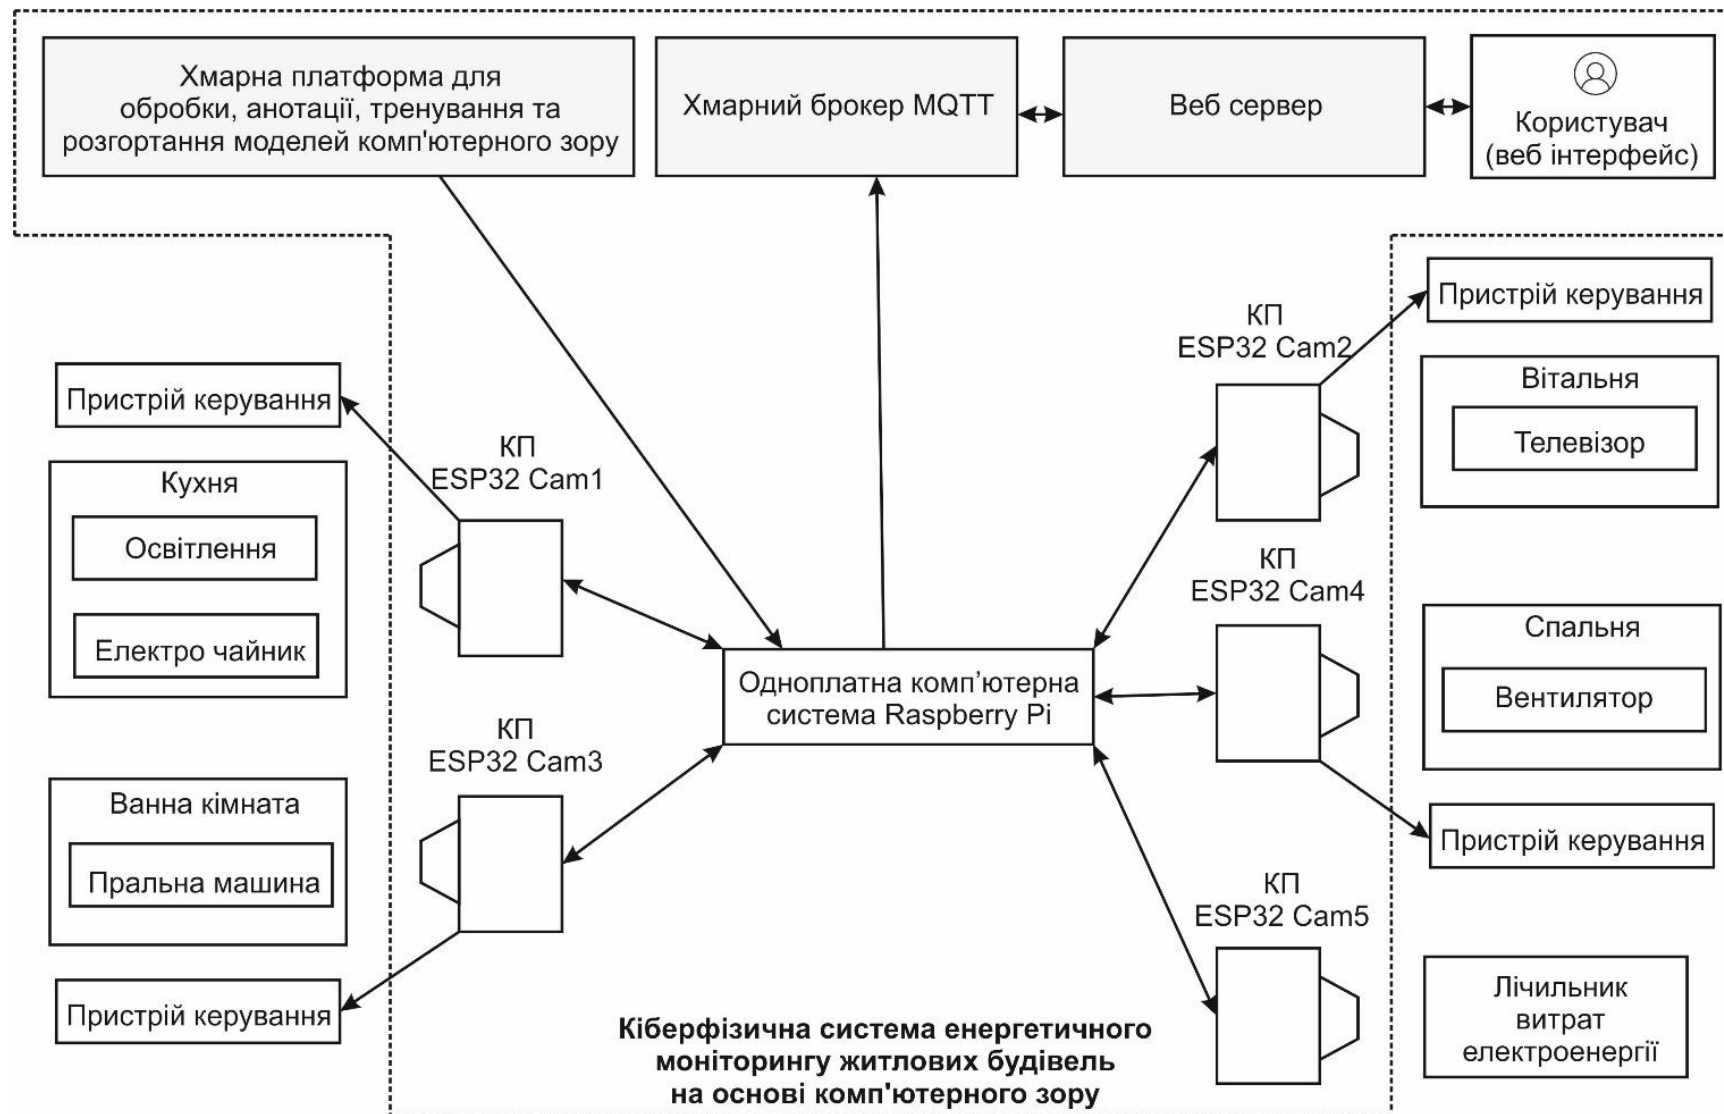 Хмарна платформа для
обробки, анотації, тренування та
розгортання моделей комп'ютерного зору
Хмарний брокер MQTT
Веб сервер
Користувач
(веб інтерфейс)
Пристрій керування
КП
ESP32 Cam2
Вітальня
Телевізор
Пристрій керування
КП
ESP32 Cam1
Кухня
Освітлення
Електро чайник
КП
ESP32 Cam4
Спальня
Вентилятор
Одноплатна комп’ютерна
система Raspberry Pi
КП
ESP32 Cam3
Ванна кімната
Пральна машина
Пристрій керування
Пристрій керування
КП
ESP32 Cam5
Лічильник
витрат
електроенергії
Кіберфізична система енергетичного
моніторингу житлових будівель
на основі комп'ютерного зору